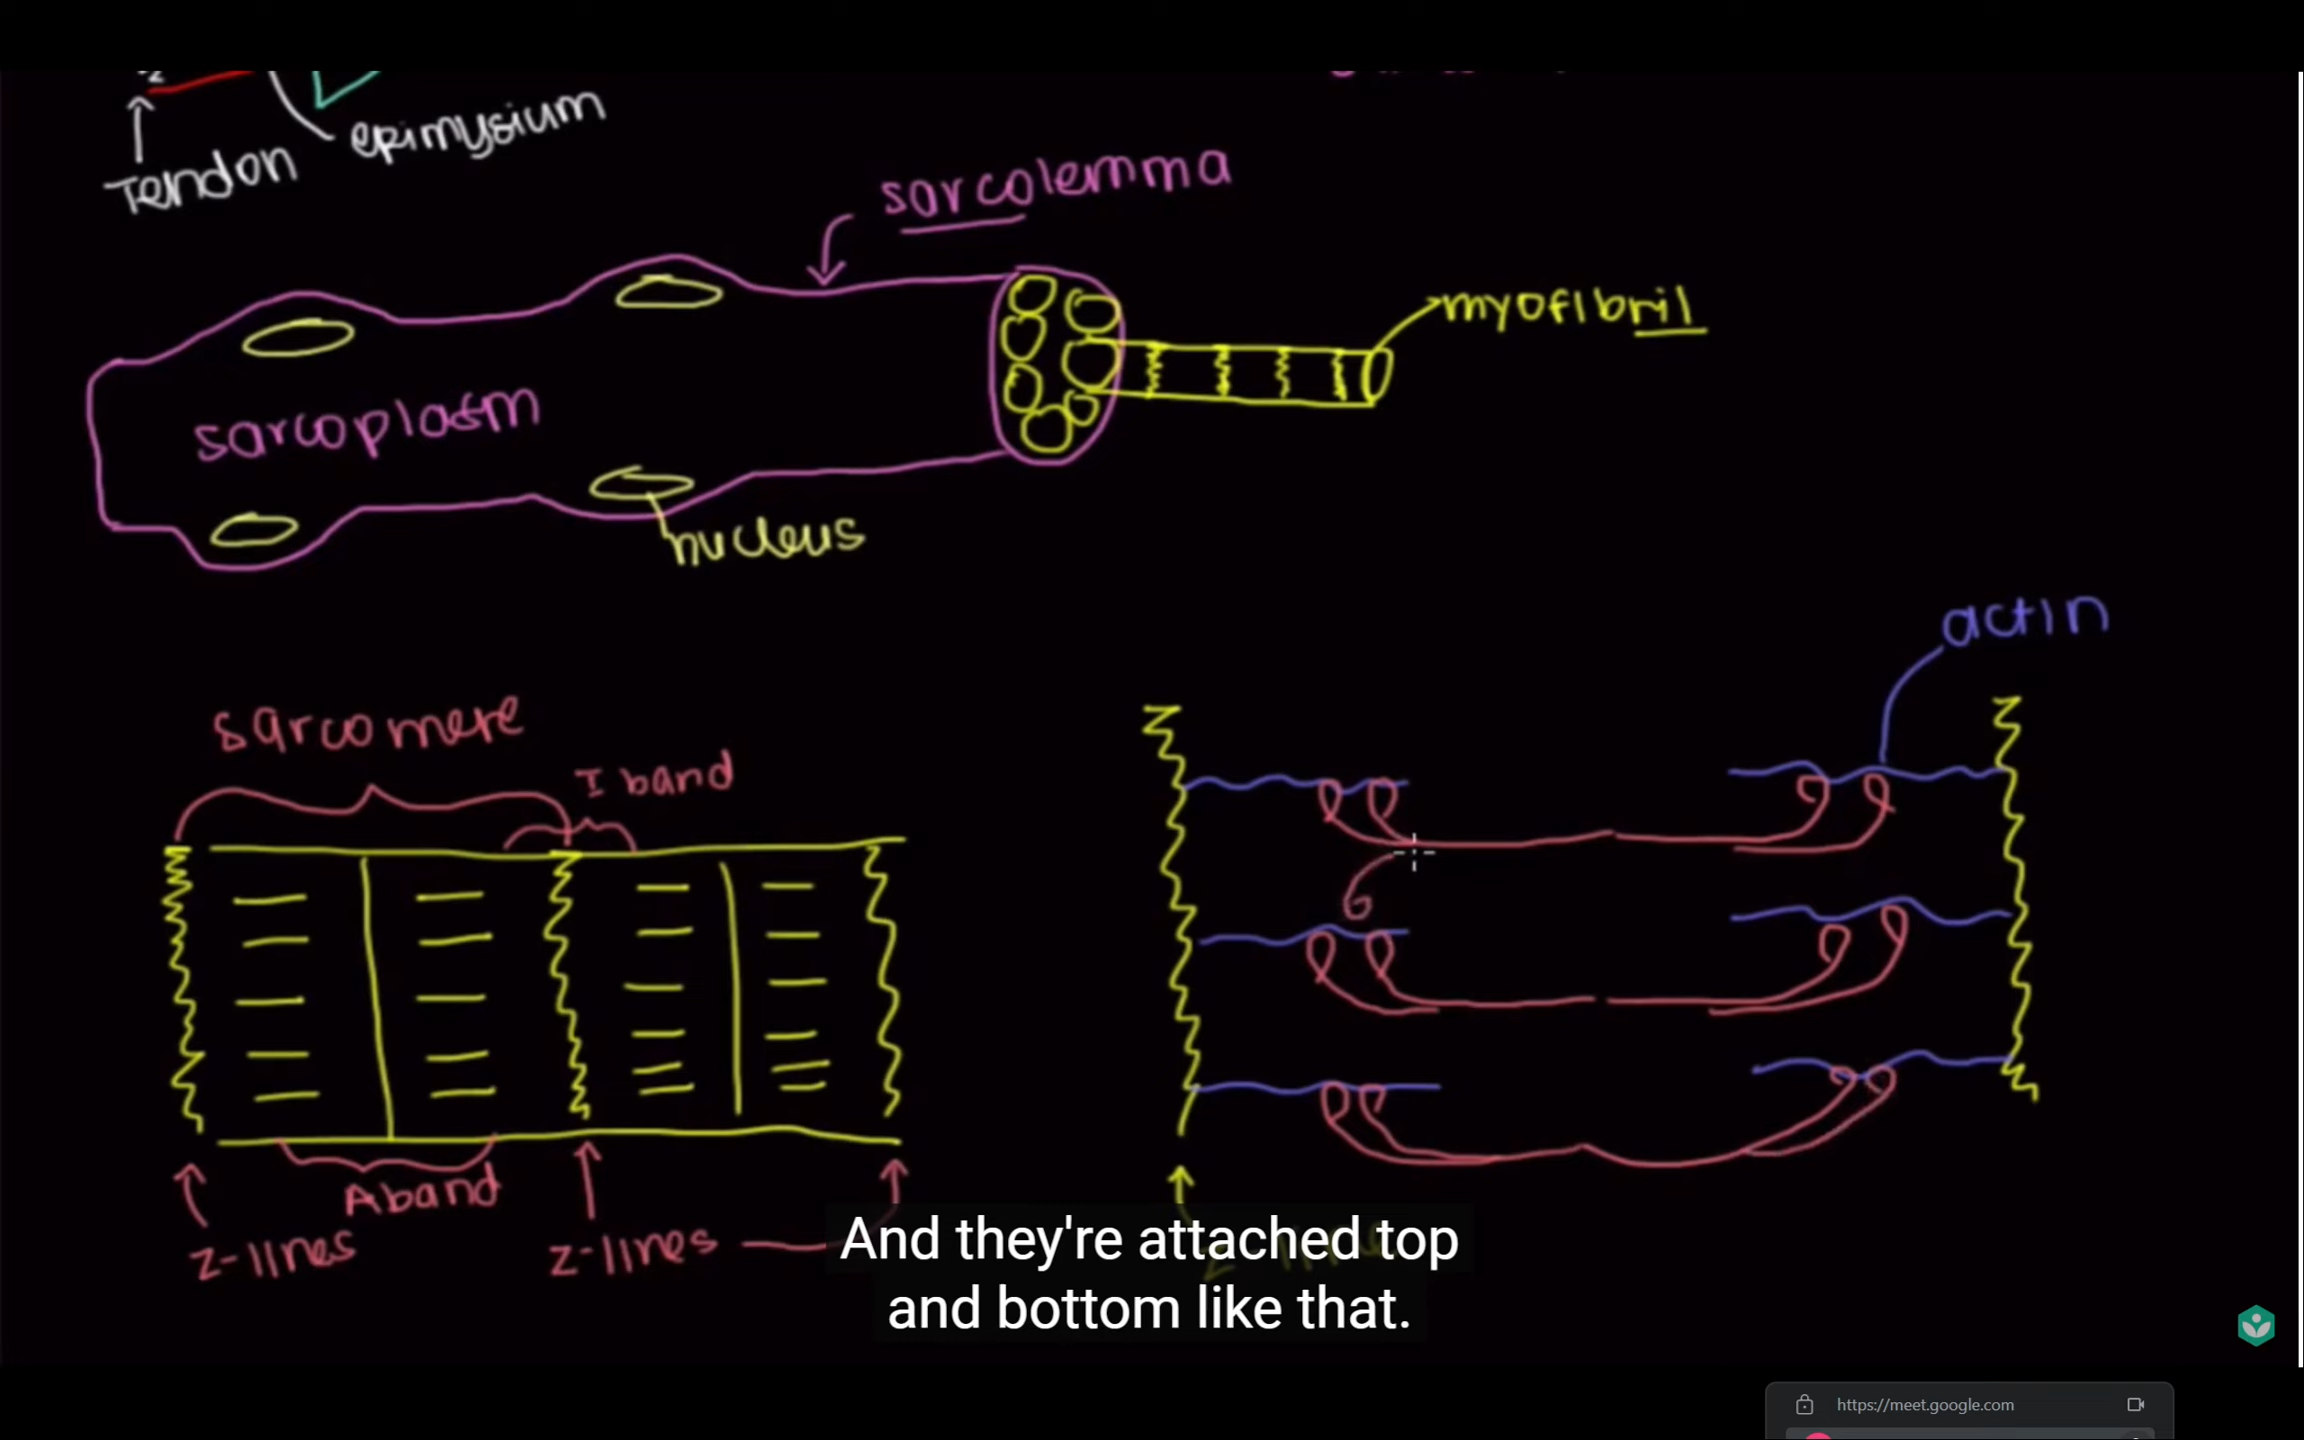 epimysium
Tendon
sarcolemma
myofibril
sarcoplasm
nucleus
actin
sarcomere
I band
A band
z-lines
z-lines
And they're attached top
and bottom like that.
https://meet.google.com